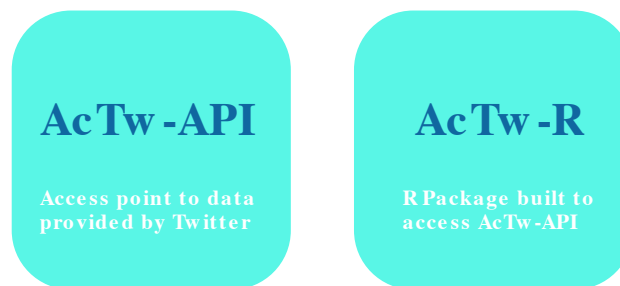 AcTw-API
Access point to data
provided by Twitter
AcTw-R
R Package built to
access AcTw-API